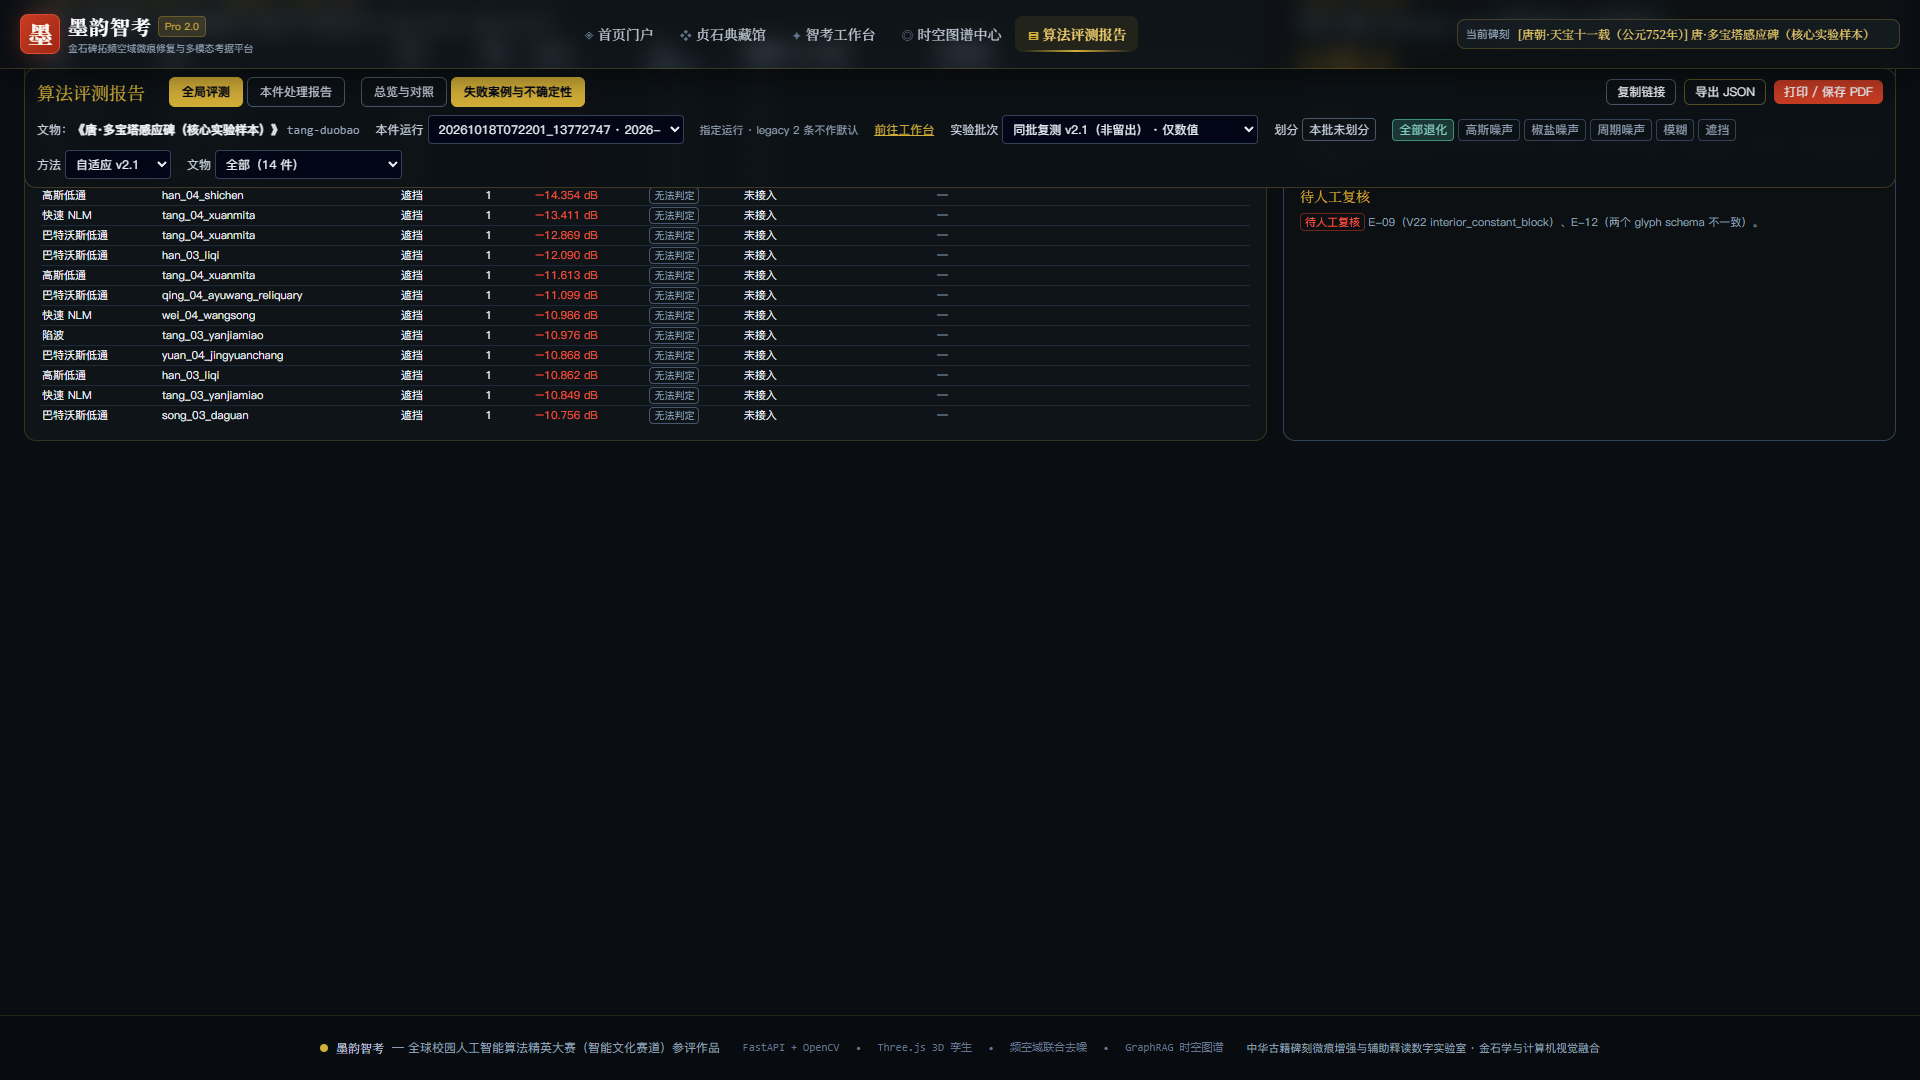 墨 墨韵智考 Pro 2.0
金石碑拓频空域微痕修复与多模态考据平台
首页门户 贞石典藏馆 智考工作台 时空图谱中心 算法评测报告
当前碑刻 [唐朝·天宝十一载（公元752年）] 唐·多宝塔感应碑（核心实验样本）
算法评测报告 全局评测 本件处理报告 总览与对照 失败案例与不确定性 复制链接 导出 JSON 打印 / 保存 PDF
文物: 《唐·多宝塔感应碑（核心实验样本）》 tang-duobao 本件运行 20261018T072201_13772747 · 2026- 指定运行 · legacy 2 条不作默认 前往工作台 实验批次 同批复测 v2.1（非留出） · 仅数值 划分 本批未划分 全部退化 高斯噪声 椒盐噪声 周期噪声 模糊 遮挡
方法 自适应 v2.1 文物 全部（14 件）
高斯低通 han_04_shichen 遮挡 1 −14.354 dB 无法判定 未接入 —
快速 NLM tang_04_xuanmita 遮挡 1 −13.411 dB 无法判定 未接入 —
巴特沃斯低通 tang_04_xuanmita 遮挡 1 −12.869 dB 无法判定 未接入 —
巴特沃斯低通 han_03_liqi 遮挡 1 −12.090 dB 无法判定 未接入 —
高斯低通 tang_04_xuanmita 遮挡 1 −11.613 dB 无法判定 未接入 —
巴特沃斯低通 qing_04_ayuwang_reliquary 遮挡 1 −11.099 dB 无法判定 未接入 —
快速 NLM wei_04_wangsong 遮挡 1 −10.986 dB 无法判定 未接入 —
陷波 tang_03_yanjiamiao 遮挡 1 −10.976 dB 无法判定 未接入 —
巴特沃斯低通 yuan_04_jingyuanchang 遮挡 1 −10.868 dB 无法判定 未接入 —
高斯低通 han_03_liqi 遮挡 1 −10.862 dB 无法判定 未接入 —
快速 NLM tang_03_yanjiamiao 遮挡 1 −10.849 dB 无法判定 未接入 —
巴特沃斯低通 song_03_daguan 遮挡 1 −10.756 dB 无法判定 未接入 —
待人工复核
待人工复核 E-09（V22 interior_constant_block）、E-12（两个 glyph schema 不一致）。
墨韵智考 — 全球校园人工智能算法精英大赛（智能文化赛道）参评作品 FastAPI + OpenCV • Three.js 3D 孪生 • 频空域联合去噪 • GraphRAG 时空图谱 中华古籍碑刻微痕增强与辅助释读数字实验室 · 金石学与计算机视觉融合